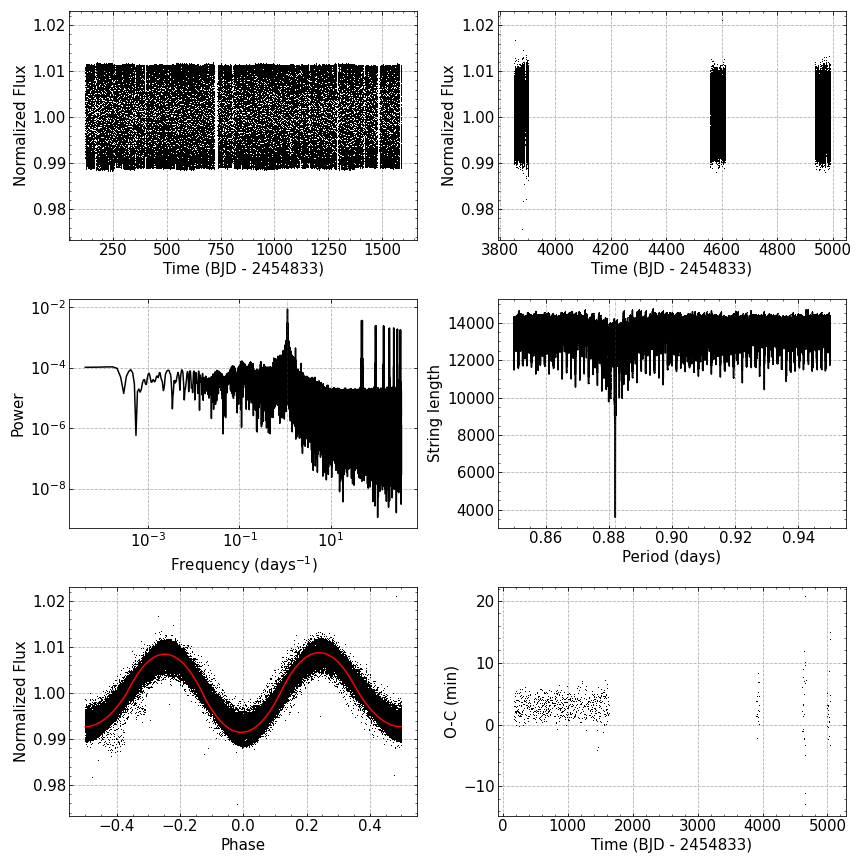 1.02
1.01
1.00
0.99
0.98
Normalized Flux
250 500 750 1000 1250 1500
Time (BJD - 2454833)
1.02
1.01
1.00
0.99
0.98
Normalized Flux
3800 4000 4200 4400 4600 4800 5000
Time (BJD - 2454833)
10⁻²
10⁻⁴
10⁻⁶
10⁻⁸
Power
10⁻³ 10⁻¹ 10¹
Frequency (days⁻¹)
14000
12000
10000
8000
6000
4000
String length
0.86 0.88 0.90 0.92 0.94
Period (days)
1.02
1.01
1.00
0.99
0.98
Normalized Flux
−0.4 −0.2 0.0 0.2 0.4
Phase
20
10
0
−10
O-C (min)
0 1000 2000 3000 4000 5000
Time (BJD - 2454833)